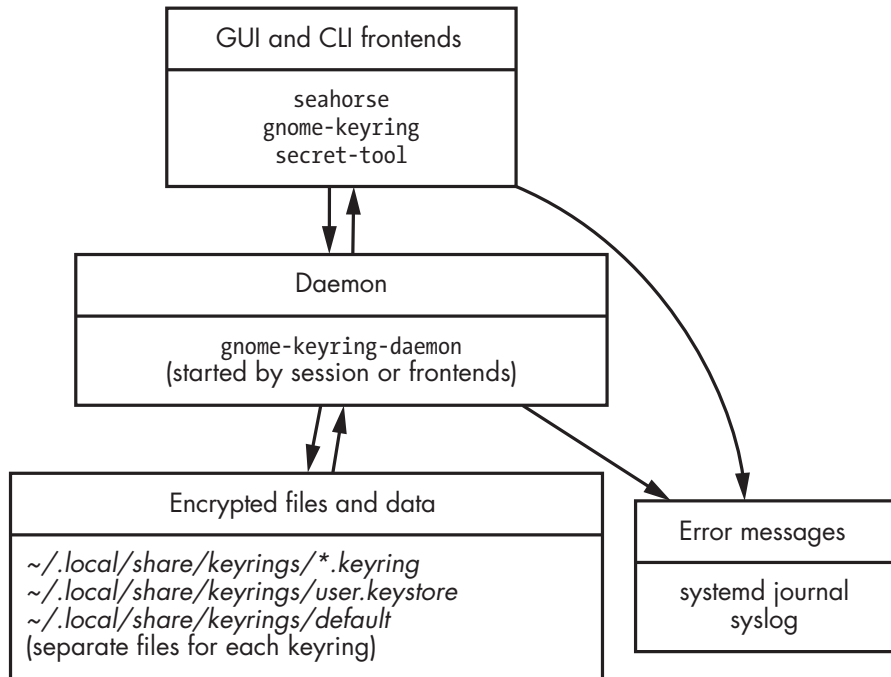 GUI and CLI frontends
seahorse
gnome-keyring
secret-tool
Daemon
gnome-keyring-daemon
(started by session or frontends)
Encrypted files and data
~/.local/share/keyrings/*.keyring
~/.local/share/keyrings/user.keystore
~/.local/share/keyrings/default
(separate files for each keyring)
Error messages
systemd journal
syslog